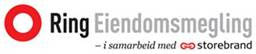 Ring Eiendomsmegling
– i samarbeid med storebrand